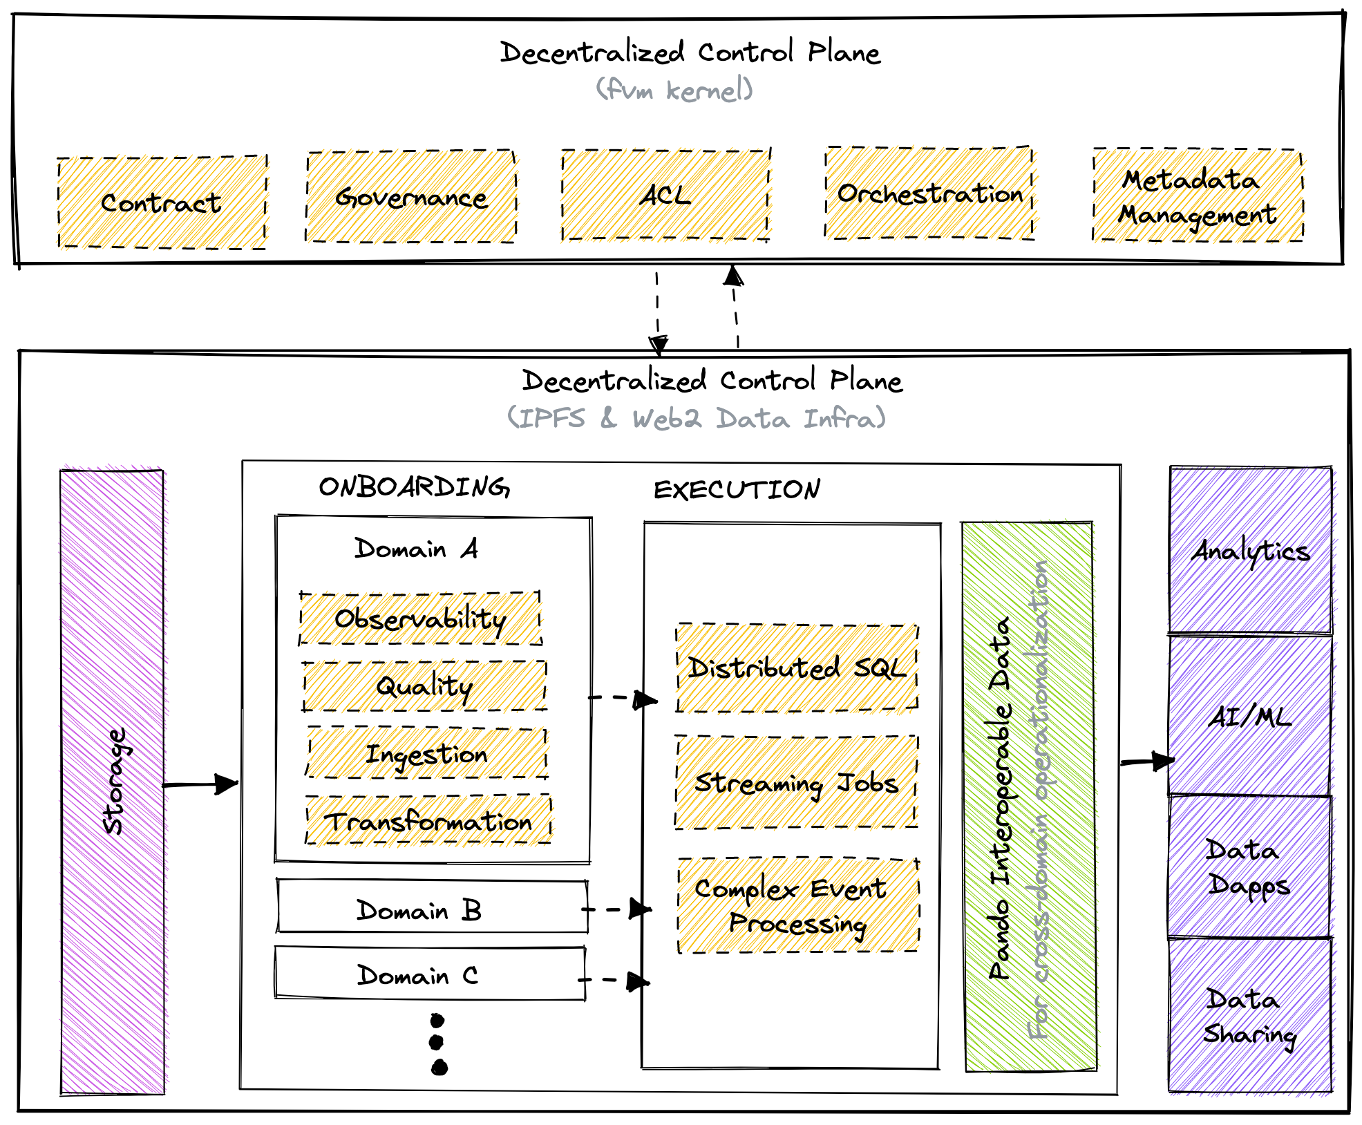 Decentralized Control Plane
(fvm kernel)
Contract
Governance
ACL
Orchestration
Metadata
Management
Decentralized Control Plane
(IPFS & Web2 Data Infra)
Storage
ONBOARDING
Domain A
Observability
Quality
Ingestion
Transformation
Domain B
Domain C
EXECUTION
Distributed SQL
Streaming Jobs
Complex Event
Processing
Pando Interoperable Data
For cross-domain operationalization
Analytics
AI/ML
Data
Dapps
Data
Sharing